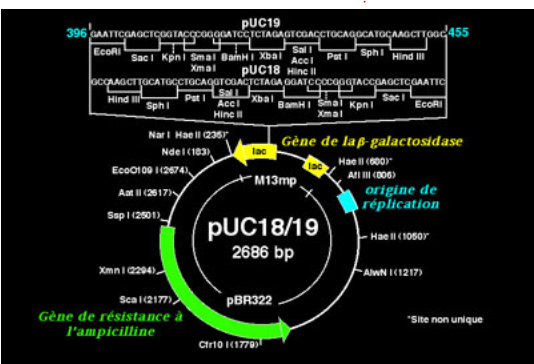 pUC19
396 GAATTCGAGCTCGGTACCCGGGGATCCTCTAGAGTCGACCTGCAGGCATGCAAGCTTGGC 455
EcoRI Sac I Kpn I Sma I Xma I BamH I Xba I Sal I Acc I Hinc II Pst I Sph I Hind III
pUC18
GCCAAGCTTGCATGCCTGCAGGTCGACTCTAGAGGATCCCCGGGTACCGAGCTCGAATTC
Hind III Sph I Pst I Sal I Acc I Hinc II Xba I BamH I Sma I Xma I Kpn I Sac I EcoRI
Nar I Hae II (235)*
Gène de la β-galactosidase
Nde I (183)
lac
lac
Hae II (680)*
EcoO109 I (2674)
M13mp
Afl III (806)
Aat II (2617)
origine de
réplication
Ssp I (2501)
pUC18/19
2686 bp
Hae II (1050)*
Xmn I (2294)
AlwN I (1217)
Sca I (2177)
pBR322
Gène de résistance à
l'ampicilline
*Site non unique
Cfr10 I (1779)